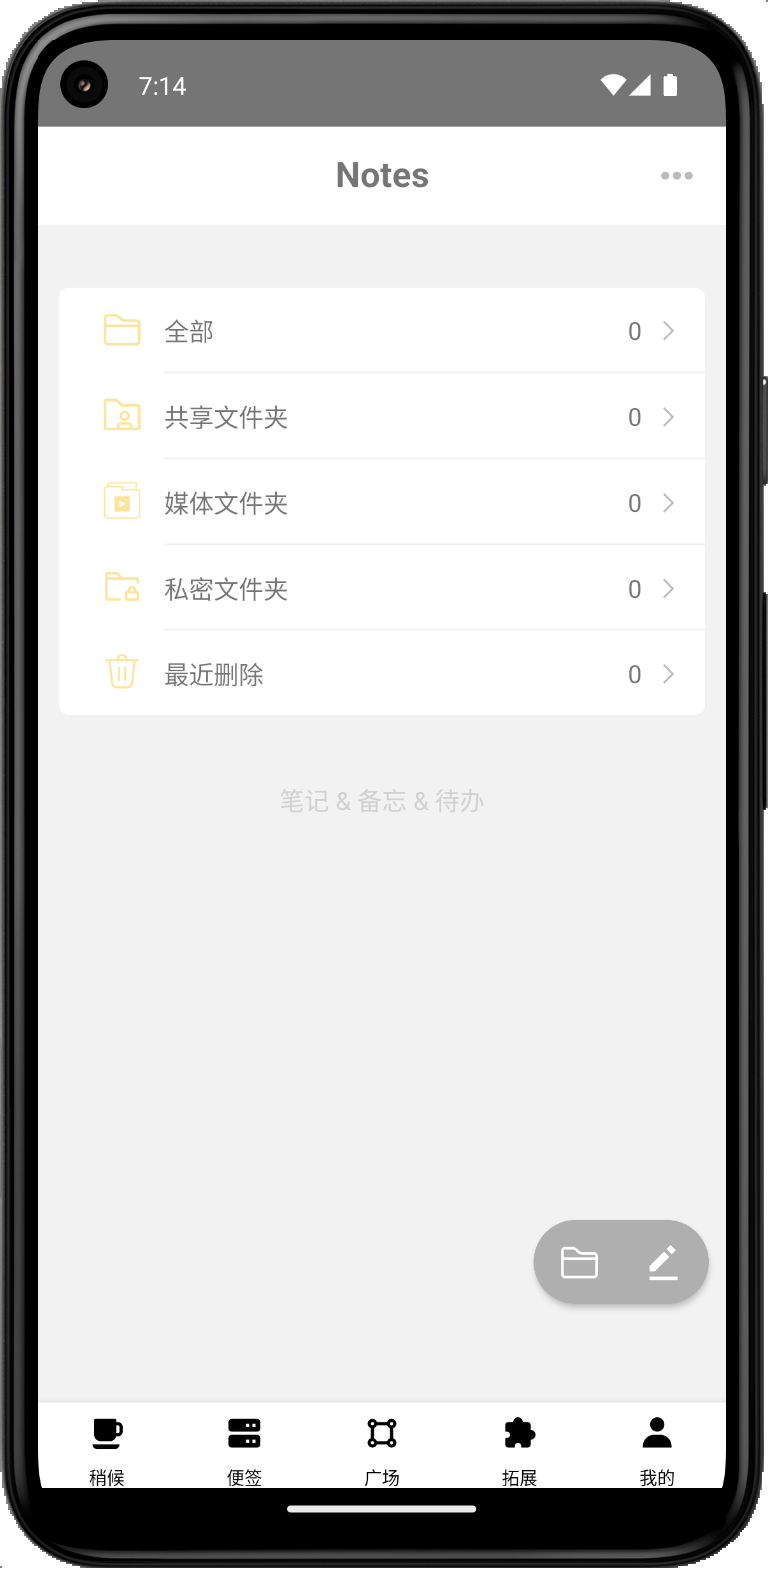 7:14
Notes
全部 0
共享文件夹 0
媒体文件夹 0
私密文件夹 0
最近删除 0
笔记 & 备忘 & 待办
稍候 便签 广场 拓展 我的